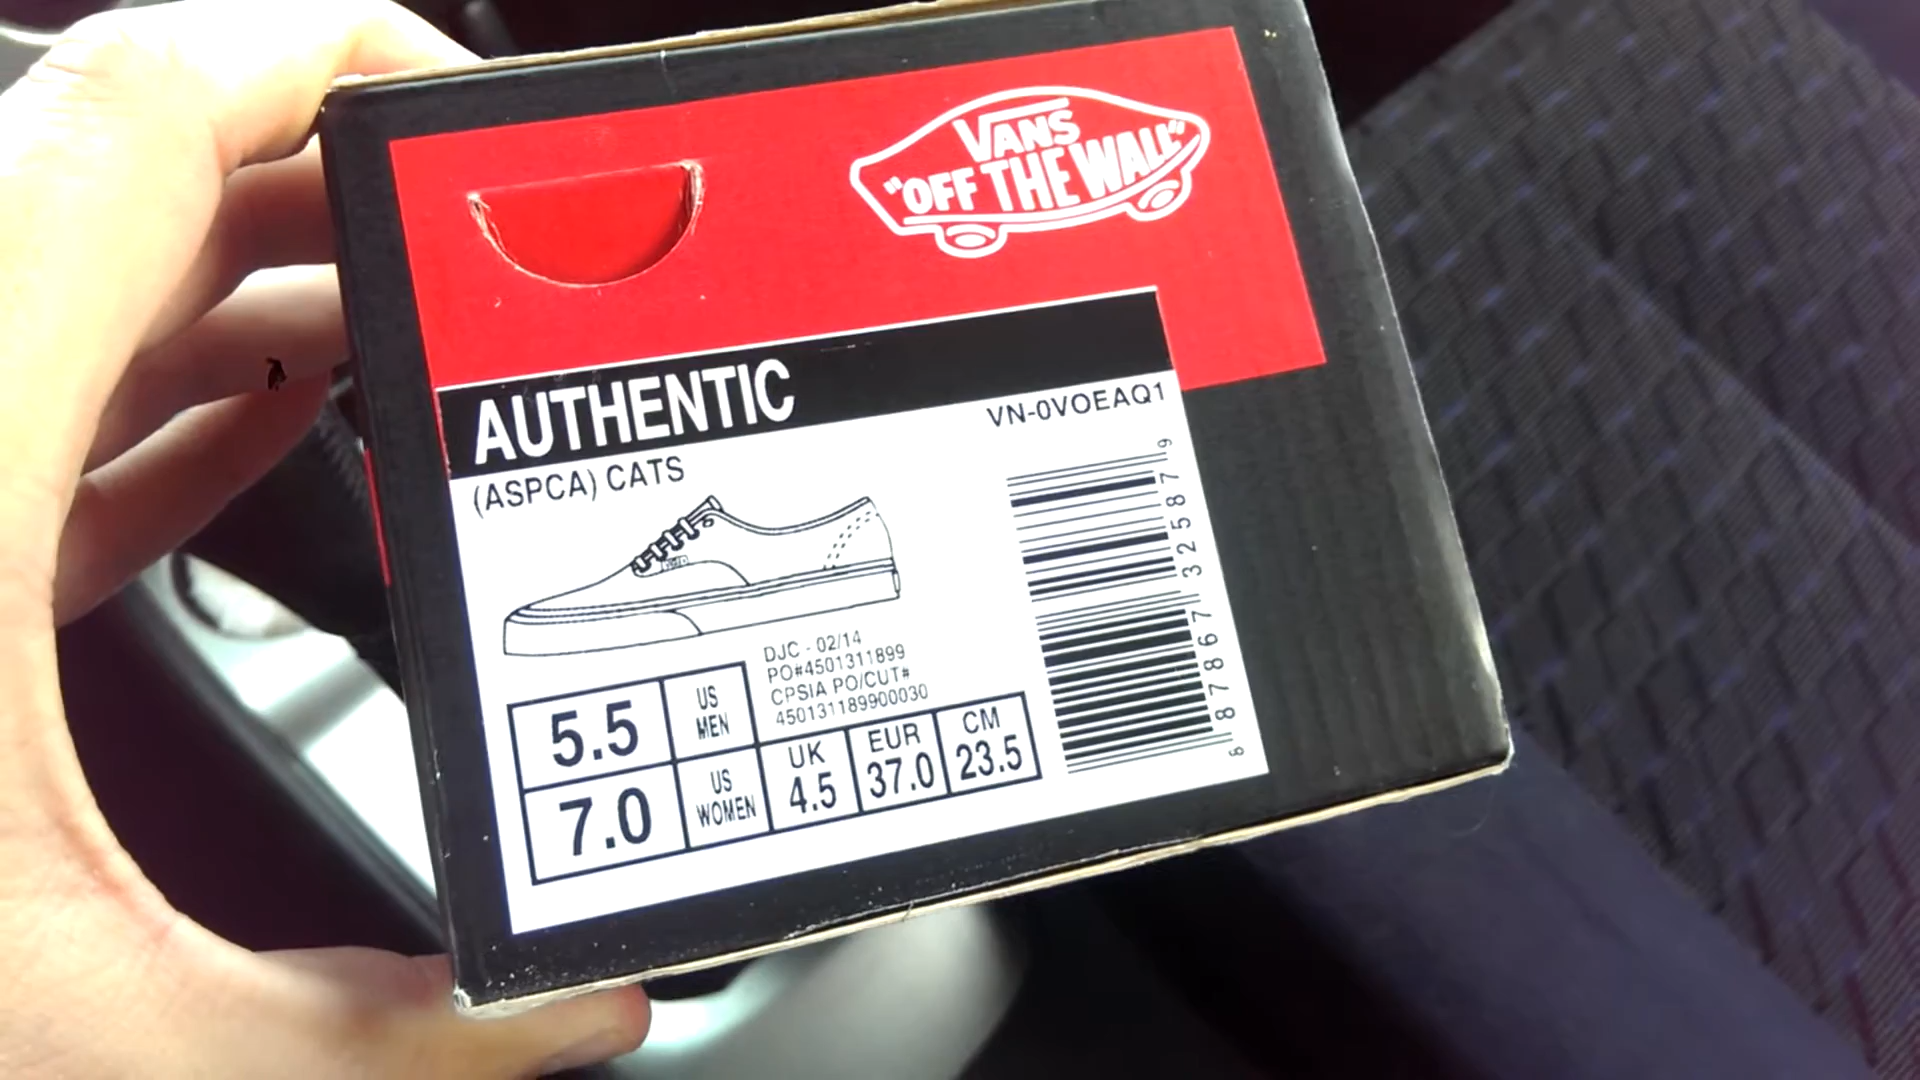 VANS
"OFF THE WALL"
AUTHENTIC
VN-0VOEAQ1
(ASPCA) CATS
DJC - 02/14
PO#4501311899
CPSIA PO/CUT#
450131189900030
5.5 US MEN
7.0 US WOMEN
UK 4.5
EUR 37.0
CM 23.5
8 87867 32587 9